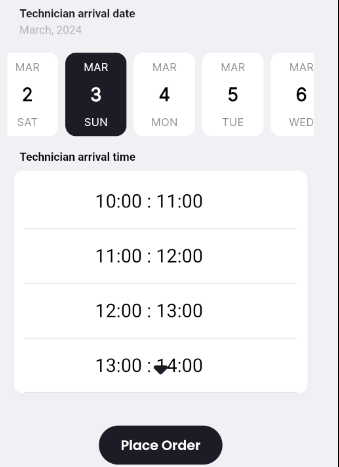 Technician arrival date
March, 2024
MAR MAR MAR MAR MAR
2 3 4 5 6
SAT SUN MON TUE WED
Technician arrival time
10:00 : 11:00
11:00 : 12:00
12:00 : 13:00
13:00 : 14:00
Place Order